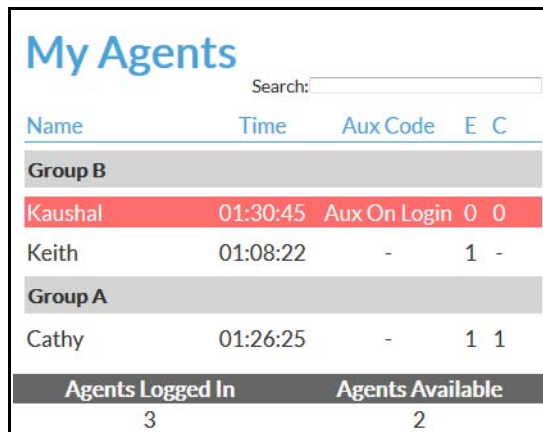 My Agents
Search:
Name Time Aux Code E C
Group B
Kaushal 01:30:45 Aux On Login 0 0
Keith 01:08:22 - 1 -
Group A
Cathy 01:26:25 - 1 1
Agents Logged In Agents Available
3 2